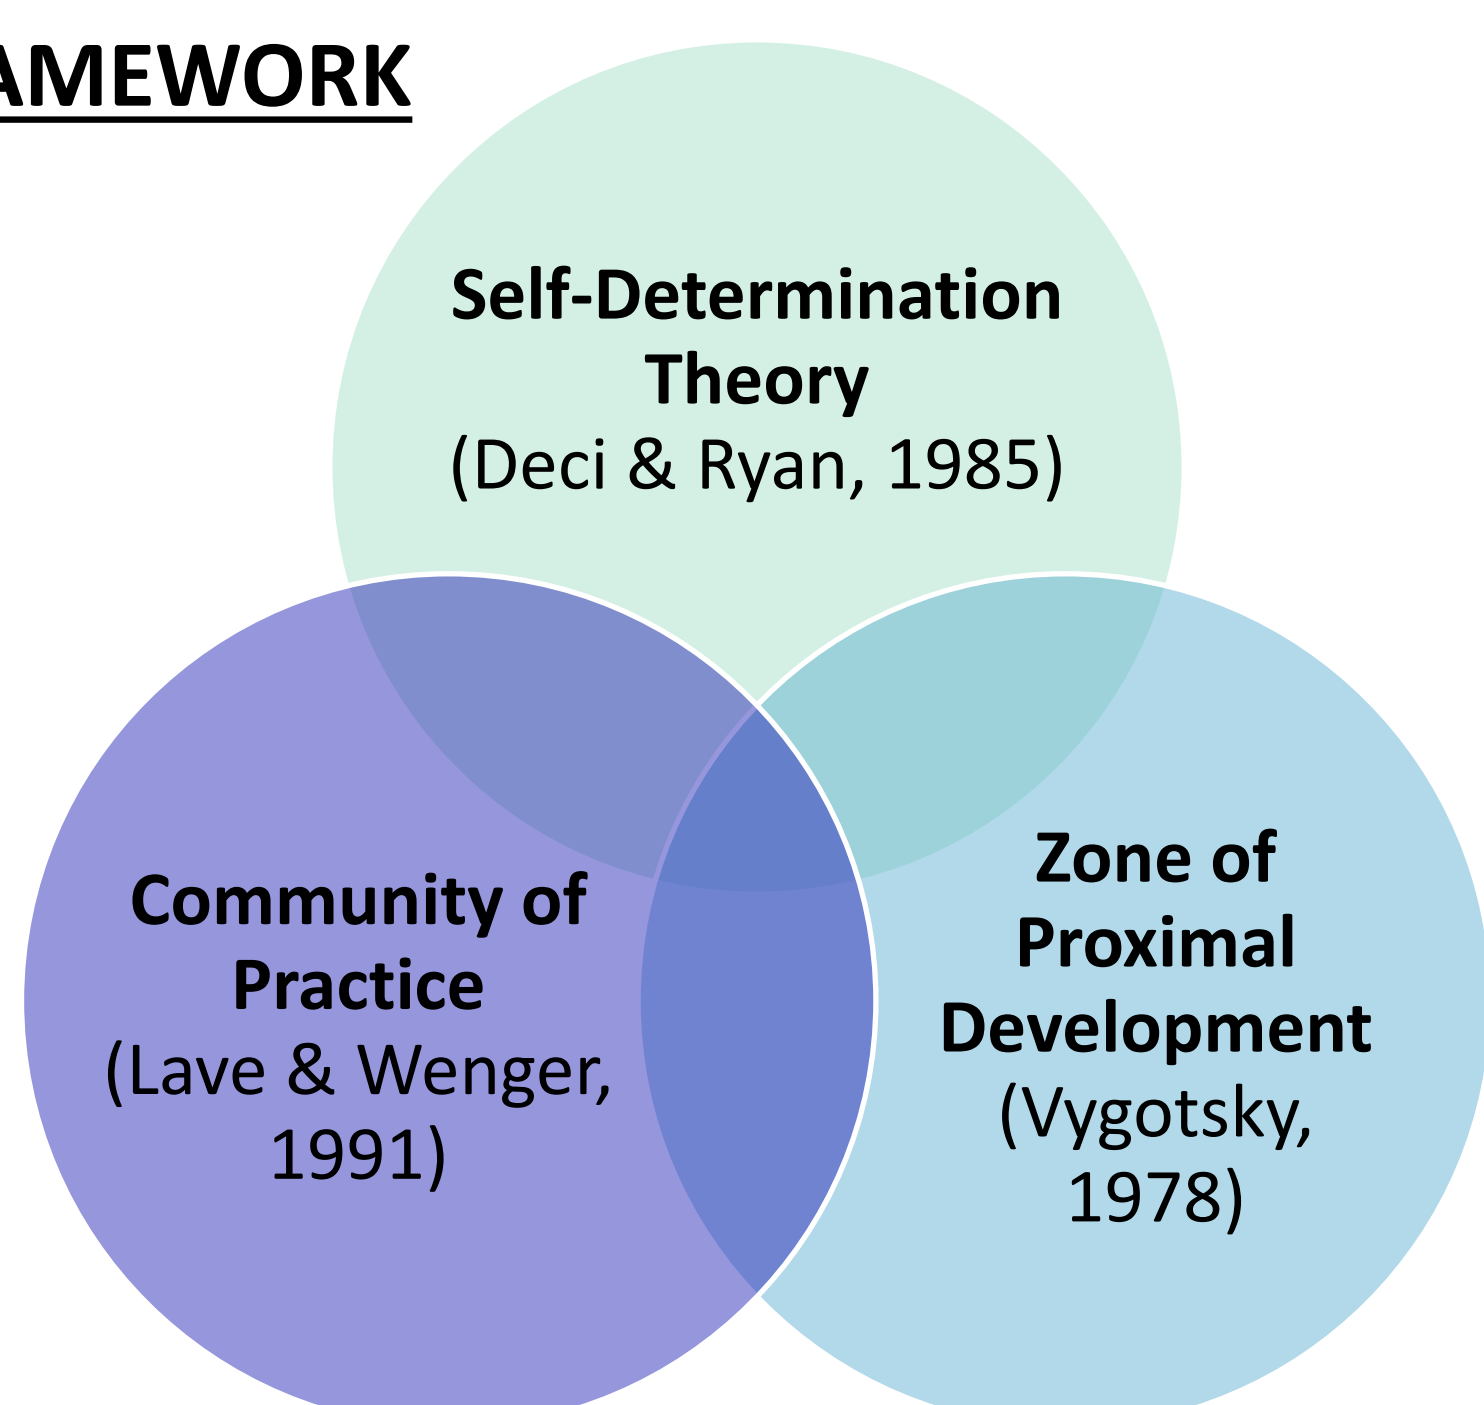 AMEWORK
Self-Determination
Theory
(Deci & Ryan, 1985)
Community of
Practice
(Lave & Wenger,
1991)
Zone of
Proximal
Development
(Vygotsky,
1978)